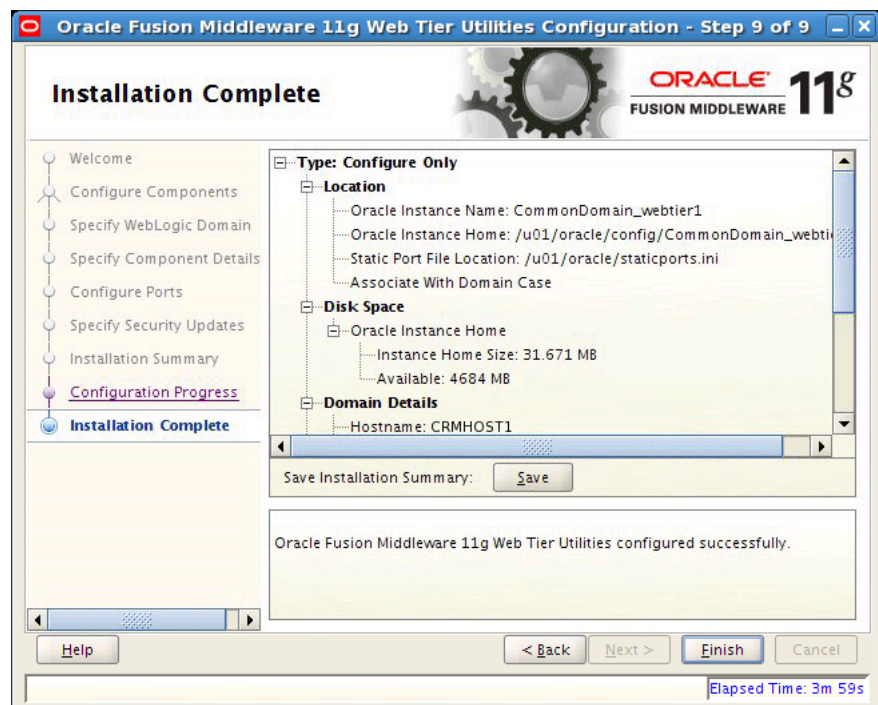 Oracle Fusion Middleware 11g Web Tier Utilities Configuration - Step 9 of 9
Installation Complete
ORACLE
FUSION MIDDLEWARE
11g
Welcome
Configure Components
Specify WebLogic Domain
Specify Component Details
Configure Ports
Specify Security Updates
Installation Summary
Configuration Progress
Installation Complete
Type: Configure Only
Location
Oracle Instance Name: CommonDomain_webtier1
Oracle Instance Home: /u01/oracle/config/CommonDomain_webti
Static Port File Location: /u01/oracle/staticports.ini
Associate With Domain Case
Disk Space
Oracle Instance Home
Instance Home Size: 31.671 MB
Available: 4684 MB
Domain Details
Hostname: CRMHOST1
Save Installation Summary: Save
Oracle Fusion Middleware 11g Web Tier Utilities configured successfully.
Help < Back Next > Finish Cancel
Elapsed Time: 3m 59s